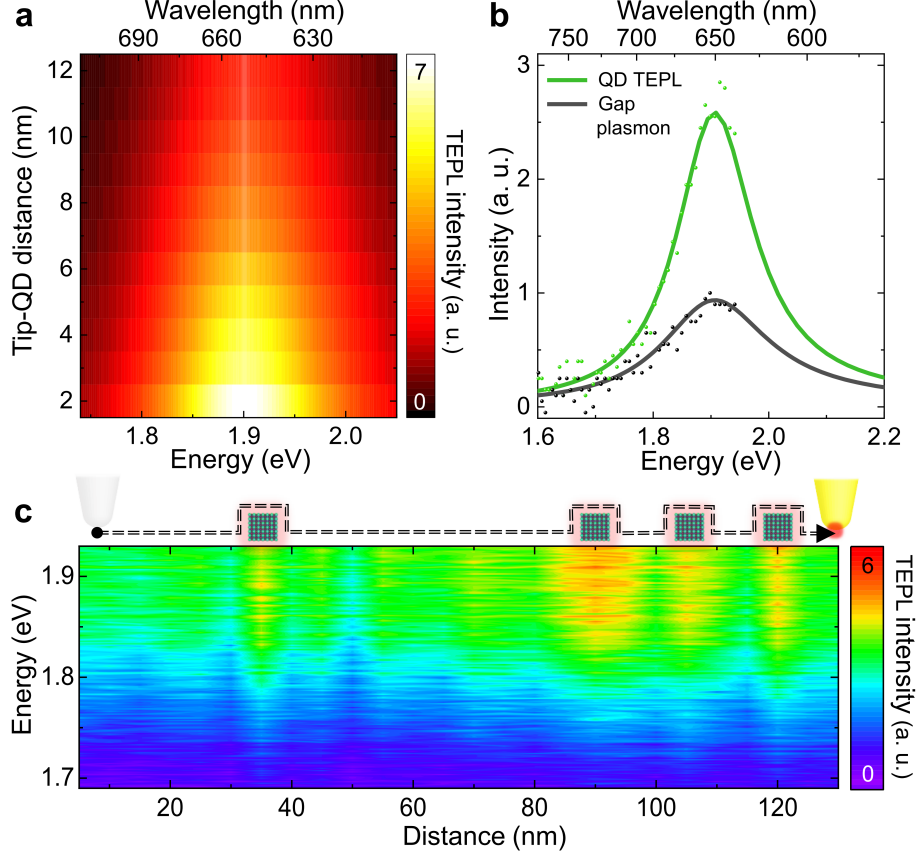 a
Wavelength (nm)
690 660 630
Tip-QD distance (nm)
12
10
8
6
4
2
1.8 1.9 2.0
Energy (eV)
7
0
TEPL intensity (a. u.)
b
Wavelength (nm)
750 700 650 600
Intensity (a. u.)
3
2
1
0
QD TEPL
Gap
plasmon
1.6 1.8 2.0 2.2
Energy (eV)
c
Energy (eV)
1.9
1.8
1.7
20 40 60 80 100 120
Distance (nm)
6
0
TEPL intensity (a. u.)